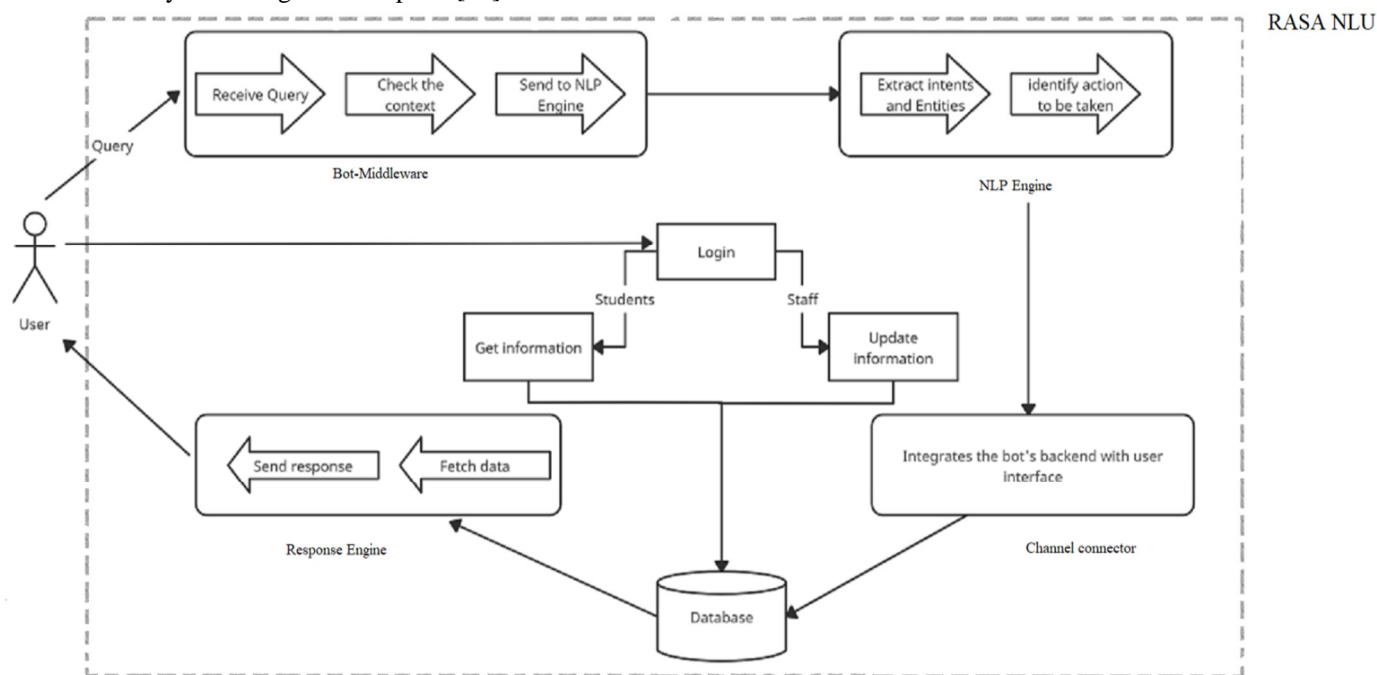 RASA NLU
Receive Query
Check the
context
Send to NLP
Engine
Extract intents
and Entities
identify action
to be taken
Query
Bot-Middleware
NLP Engine
Login
Students
Staff
User
Get information
Update
information
Send response
Fetch data
Integrates the bot's backend with user
interface
Response Engine
Channel connector
Database